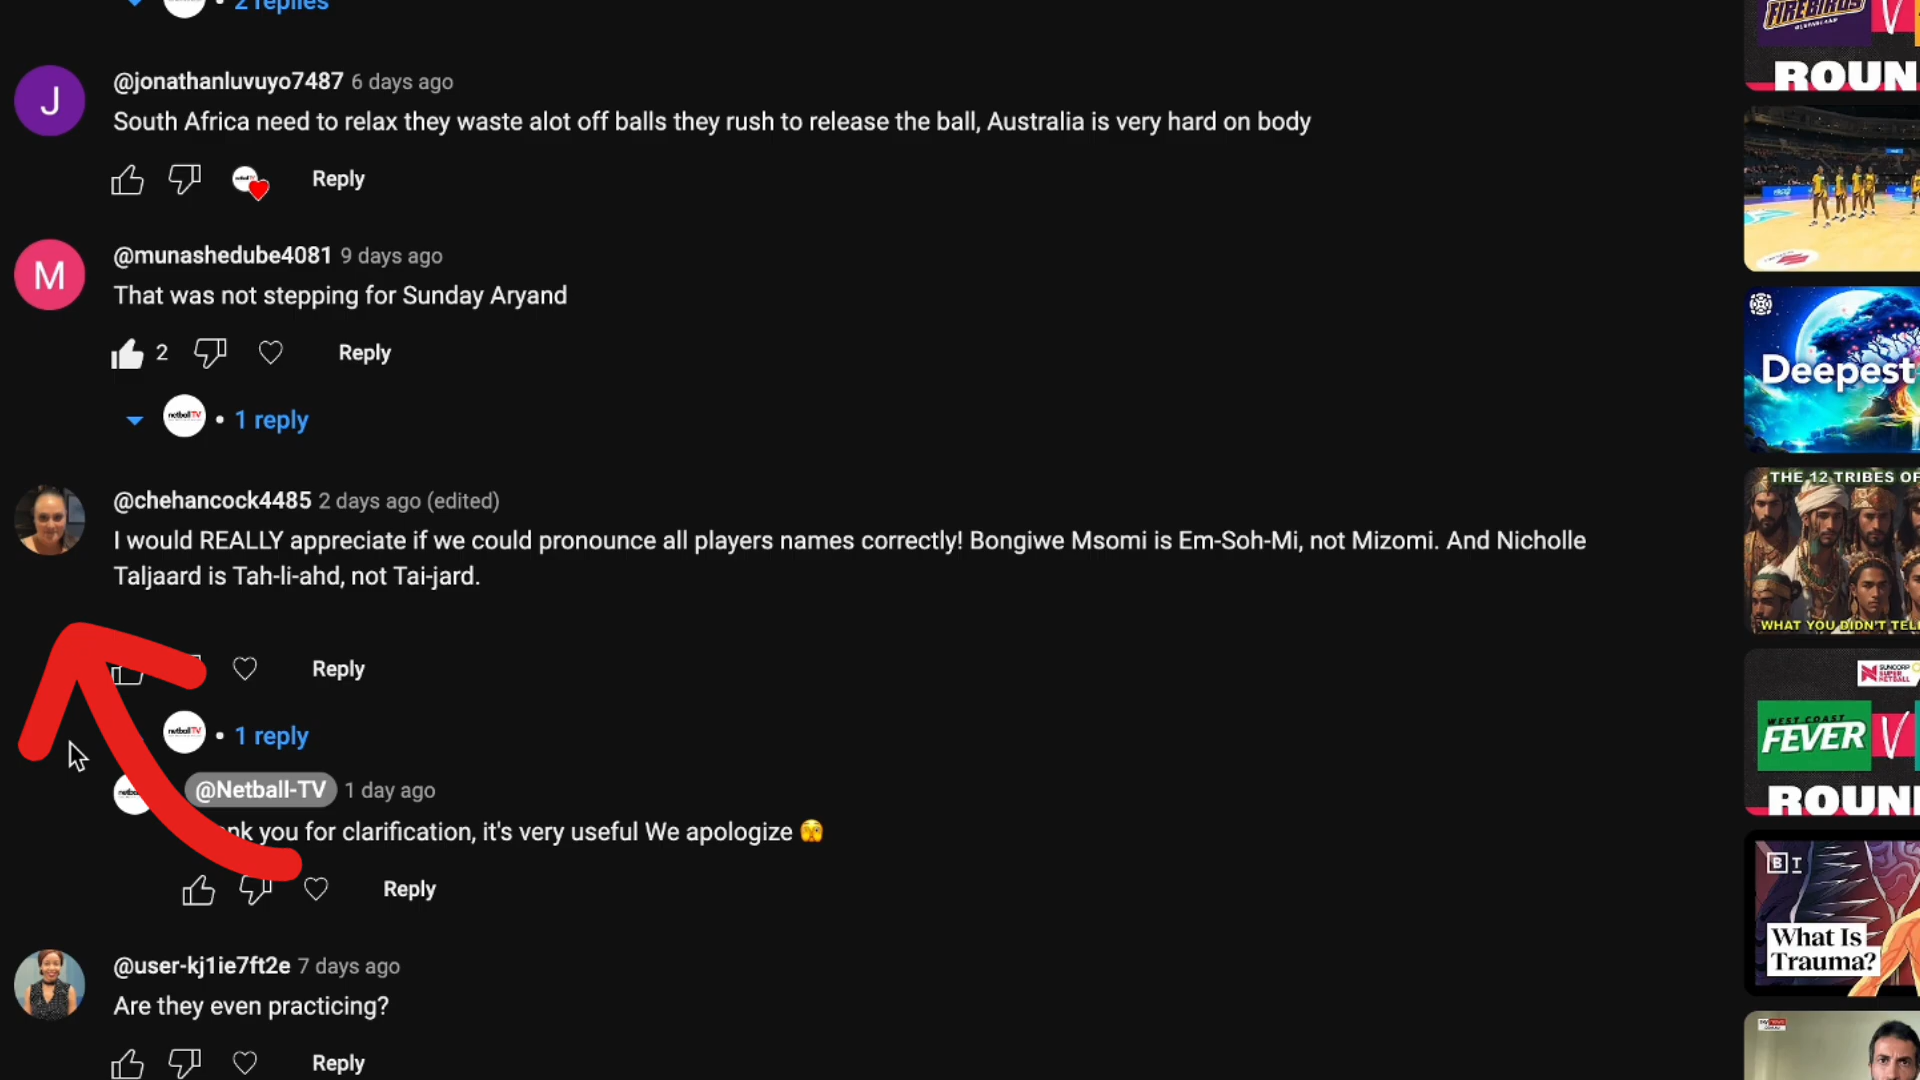 2 replies
@jonathanluvuyo7487 6 days ago
South Africa need to relax they waste alot off balls they rush to release the ball, Australia is very hard on body
Reply
@munashedube4081 9 days ago
That was not stepping for Sunday Aryand
2
Reply
netballTV • 1 reply
@chehancock4485 2 days ago (edited)
I would REALLY appreciate if we could pronounce all players names correctly! Bongiwe Msomi is Em-Soh-Mi, not Mizomi. And Nicholle
Taljaard is Tah-li-ahd, not Tai-jard.
Reply
netballTV • 1 reply
@Netball-TV 1 day ago
you for clarification, it's very useful We apologize 🫣
Reply
@user-kj1ie7ft2e 7 days ago
Are they even practicing?
Reply
J
M
FIREBIRDS
V
ROUN
Deepest
THE 12 TRIBES OF
WHAT YOU DIDN'T TEL
SUNCORP
SUPER
NETBALL
WEST COAST
FEVER
V
ROUN
B T
What Is
Trauma?